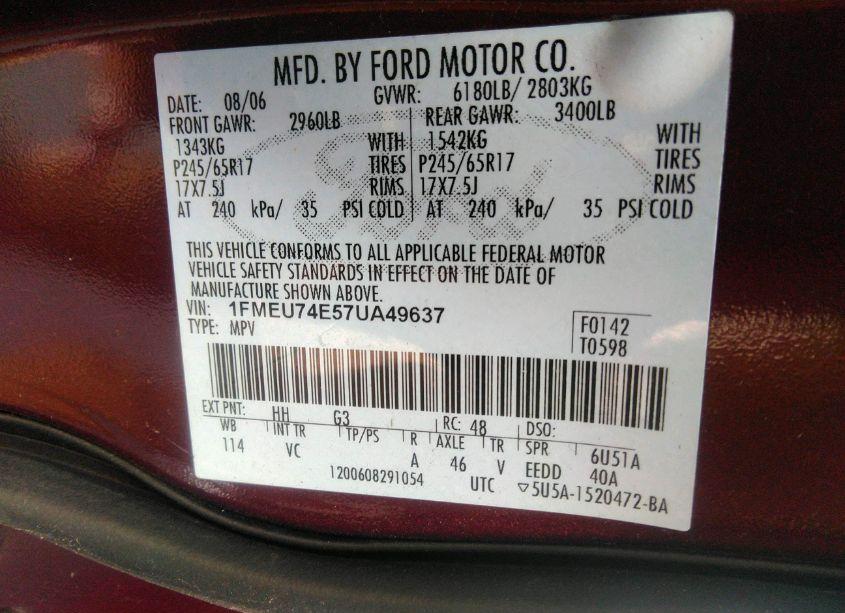 MFD. BY FORD MOTOR CO.
DATE: 08/06 GVWR: 6180LB/ 2803KG
FRONT GAWR: 2960LB REAR GAWR: 3400LB
1343KG WITH 1542KG WITH
P245/65R17 TIRES P245/65R17 TIRES
17X7.5J RIMS 17X7.5J RIMS
AT 240 kPa/ 35 PSI COLD AT 240 kPa/ 35 PSI COLD
Ford
THIS VEHICLE CONFORMS TO ALL APPLICABLE FEDERAL MOTOR
VEHICLE SAFETY STANDARDS IN EFFECT ON THE DATE OF
MANUFACTURE SHOWN ABOVE.
VIN: 1FMEU74E57UA49637
TYPE: MPV
F0142
T0598
EXT PNT: HH G3 RC: 48 DSO:
WB INT TR TP/PS R AXLE TR SPR 6U51A
114 VC A 46 V EEDD 40A
1200608291054 UTC ▽5U5A-1520472-BA